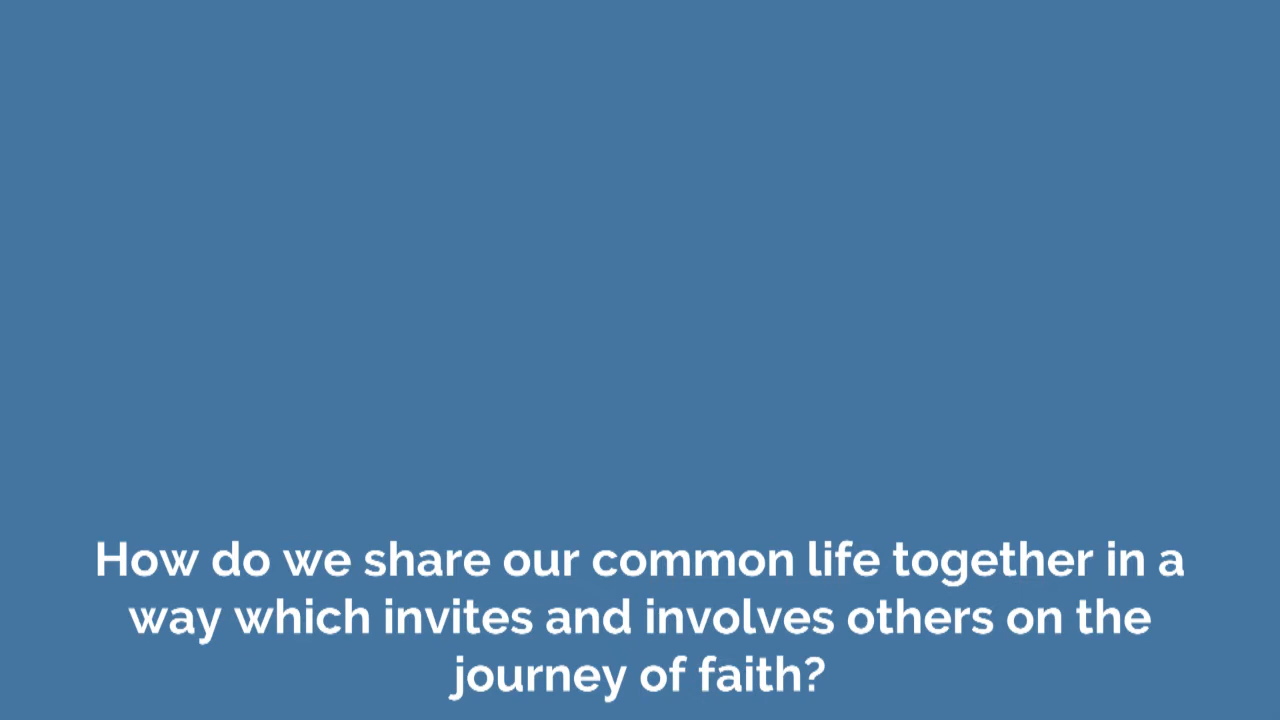 How do we share our common life together in a
way which invites and involves others on the
journey of faith?